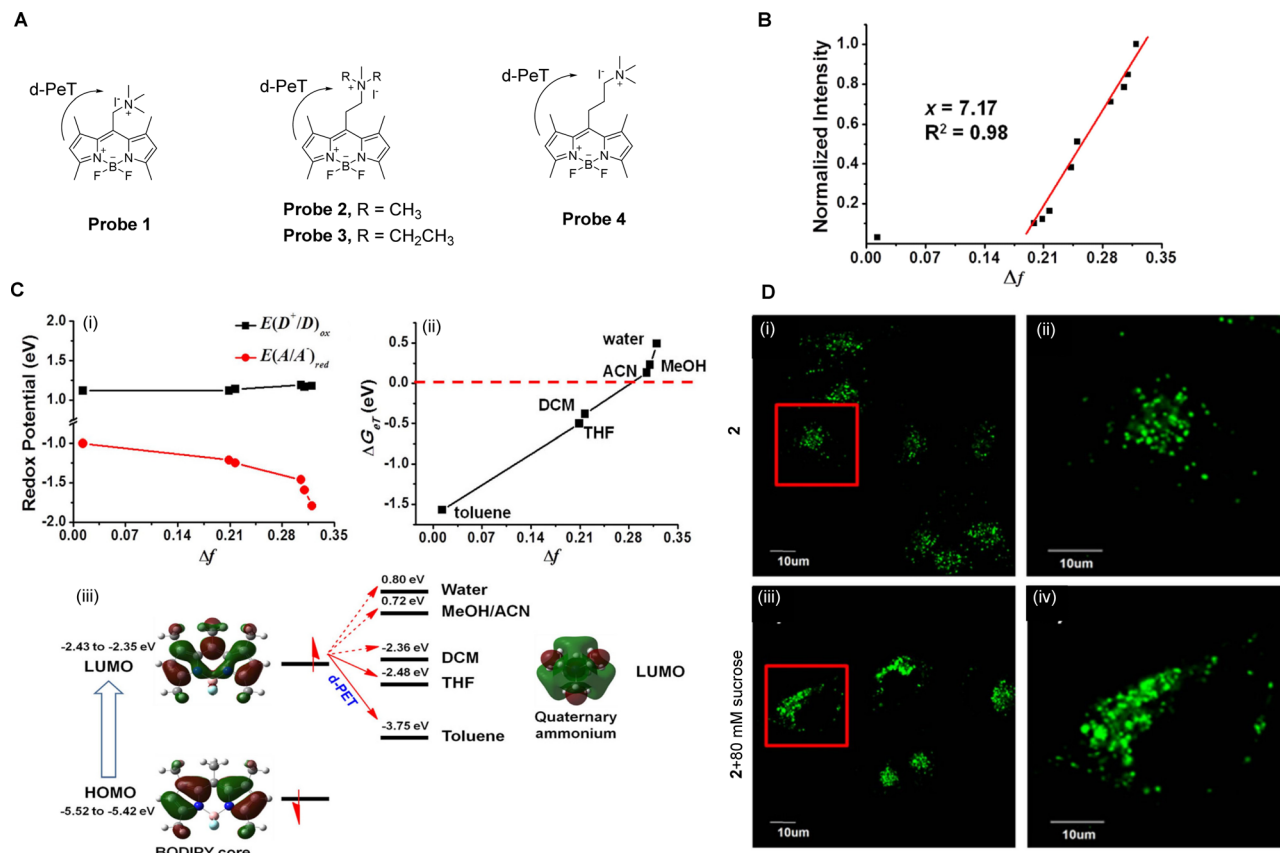 A
d-PeT
I⁻
N
+
N
+
N
B
-
F
F
Probe 1
d-PeT
R
R
N
+
I⁻
N
+
N
B
-
F
F
Probe 2, R = CH₃
Probe 3, R = CH₂CH₃
d-PeT
I⁻
N
+
N
+
N
B
-
F
F
Probe 4
B
Normalized Intensity
1.0
0.8
0.6
0.4
0.2
x = 7.17
R² = 0.98
0.00 0.07 0.14 0.21 0.28 0.35
Δf
C
(i)
Redox Potential (eV)
2.0
1.5
1.0
-1.0
-1.5
-2.0
E(D⁺/D)ox
E(A/A⁻)red
0.00 0.07 0.14 0.21 0.28 0.35
Δf
(ii)
ΔG eT (eV)
0.5
0.0
-0.5
-1.0
-1.5
water
MeOH
ACN
DCM
THF
toluene
0.00 0.07 0.14 0.21 0.28 0.35
Δf
(iii)
-2.43 to -2.35 eV
LUMO
HOMO
-5.52 to -5.42 eV
BODIPY core
d-PET
0.80 eV
Water
0.72 eV
MeOH/ACN
-2.36 eV
DCM
-2.48 eV
THF
-3.75 eV
Toluene
LUMO
Quaternary
ammonium
D
2
(i)
10um
(ii)
10um
2+80 mM sucrose
(iii)
10um
(iv)
10um